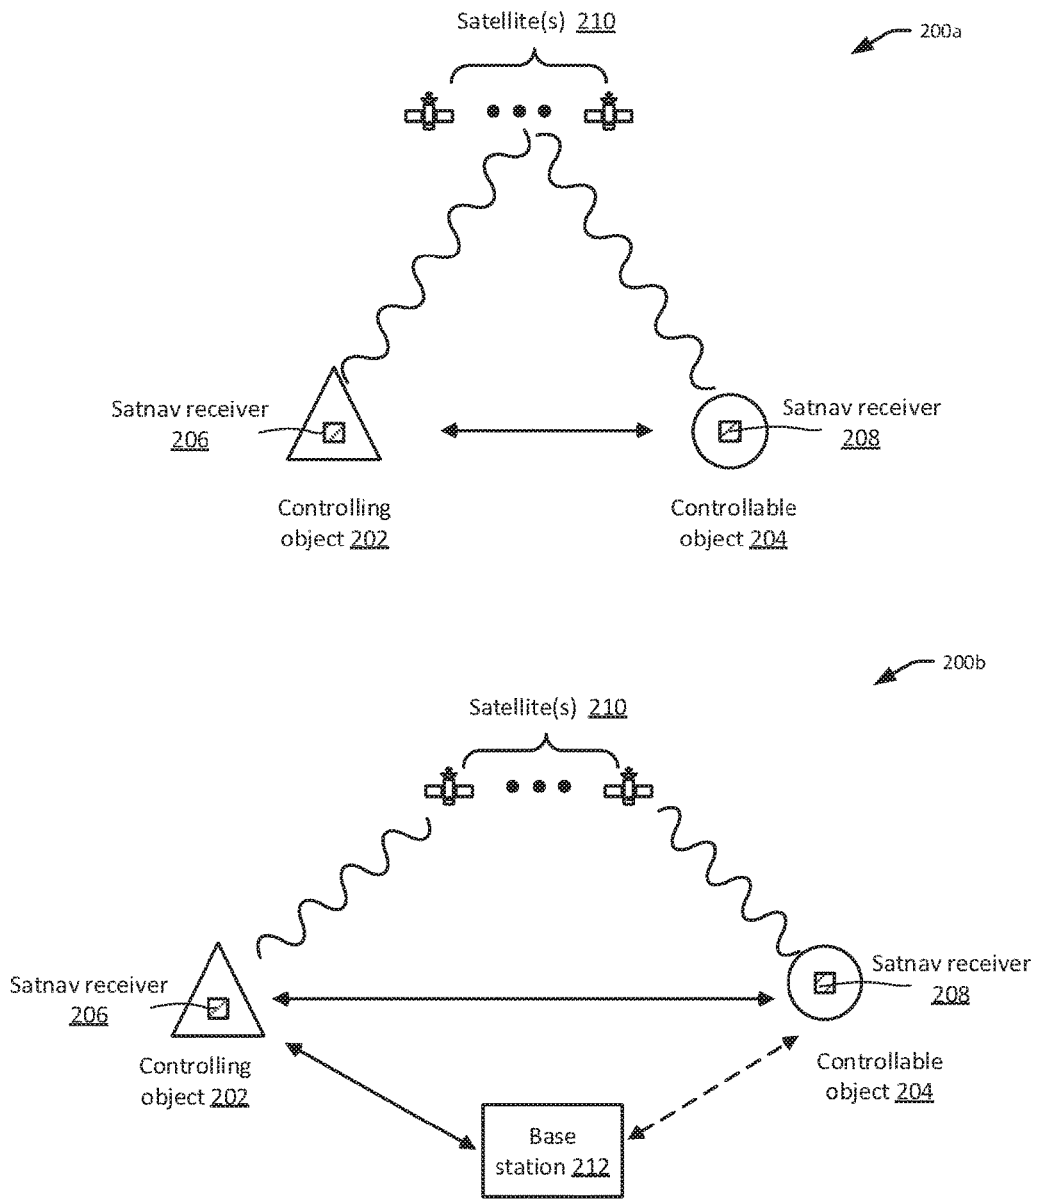 Satellite(s) 210
200a
Satnav receiver
206
Satnav receiver
208
Controlling
object 202
Controllable
object 204
200b
Satellite(s) 210
Satnav receiver
206
Satnav receiver
208
Controlling
object 202
Controllable
object 204
Base
station 212